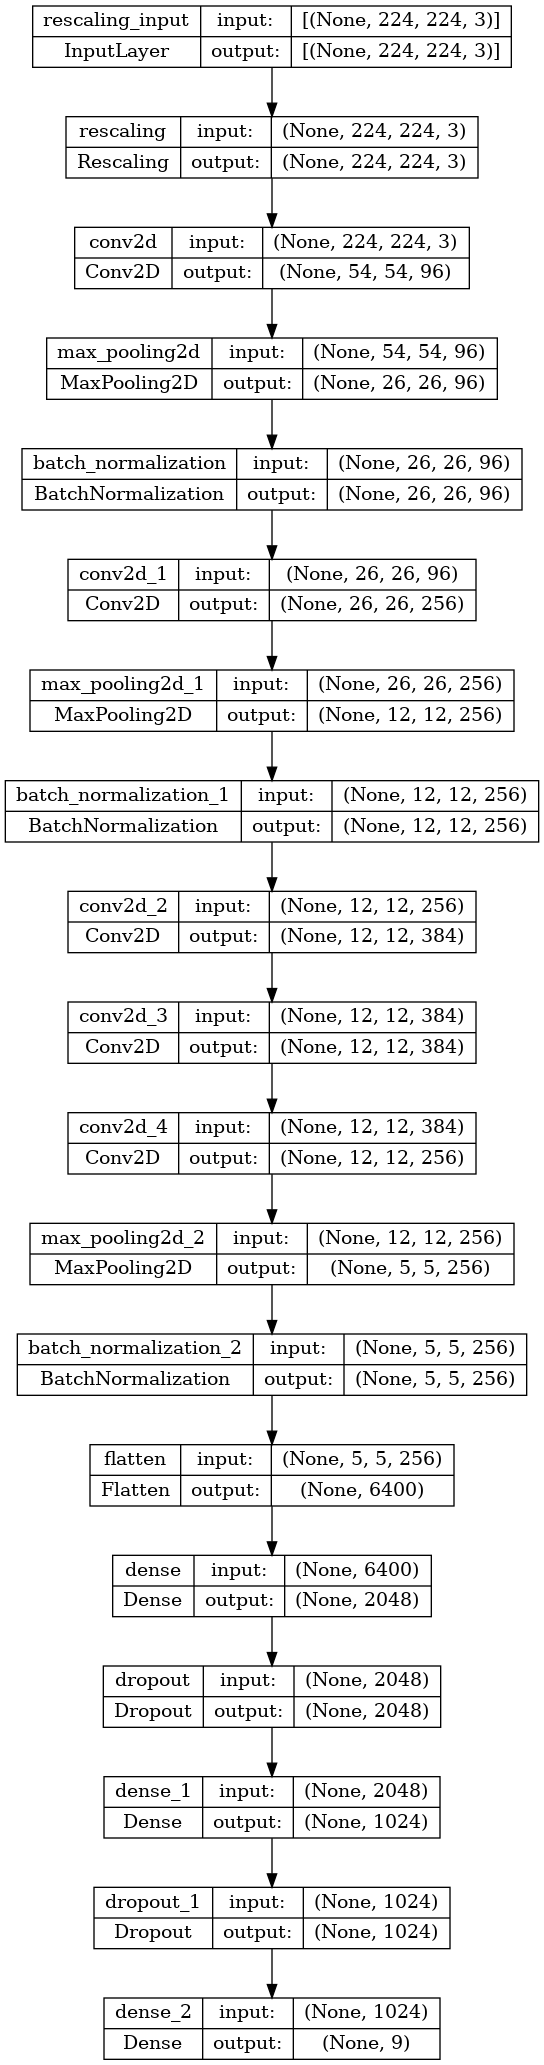 rescaling_input input: [(None, 224, 224, 3)]
InputLayer output: [(None, 224, 224, 3)]
rescaling input: (None, 224, 224, 3)
Rescaling output: (None, 224, 224, 3)
conv2d input: (None, 224, 224, 3)
Conv2D output: (None, 54, 54, 96)
max_pooling2d input: (None, 54, 54, 96)
MaxPooling2D output: (None, 26, 26, 96)
batch_normalization input: (None, 26, 26, 96)
BatchNormalization output: (None, 26, 26, 96)
conv2d_1 input: (None, 26, 26, 96)
Conv2D output: (None, 26, 26, 256)
max_pooling2d_1 input: (None, 26, 26, 256)
MaxPooling2D output: (None, 12, 12, 256)
batch_normalization_1 input: (None, 12, 12, 256)
BatchNormalization output: (None, 12, 12, 256)
conv2d_2 input: (None, 12, 12, 256)
Conv2D output: (None, 12, 12, 384)
conv2d_3 input: (None, 12, 12, 384)
Conv2D output: (None, 12, 12, 384)
conv2d_4 input: (None, 12, 12, 384)
Conv2D output: (None, 12, 12, 256)
max_pooling2d_2 input: (None, 12, 12, 256)
MaxPooling2D output: (None, 5, 5, 256)
batch_normalization_2 input: (None, 5, 5, 256)
BatchNormalization output: (None, 5, 5, 256)
flatten input: (None, 5, 5, 256)
Flatten output: (None, 6400)
dense input: (None, 6400)
Dense output: (None, 2048)
dropout input: (None, 2048)
Dropout output: (None, 2048)
dense_1 input: (None, 2048)
Dense output: (None, 1024)
dropout_1 input: (None, 1024)
Dropout output: (None, 1024)
dense_2 input: (None, 1024)
Dense output: (None, 9)